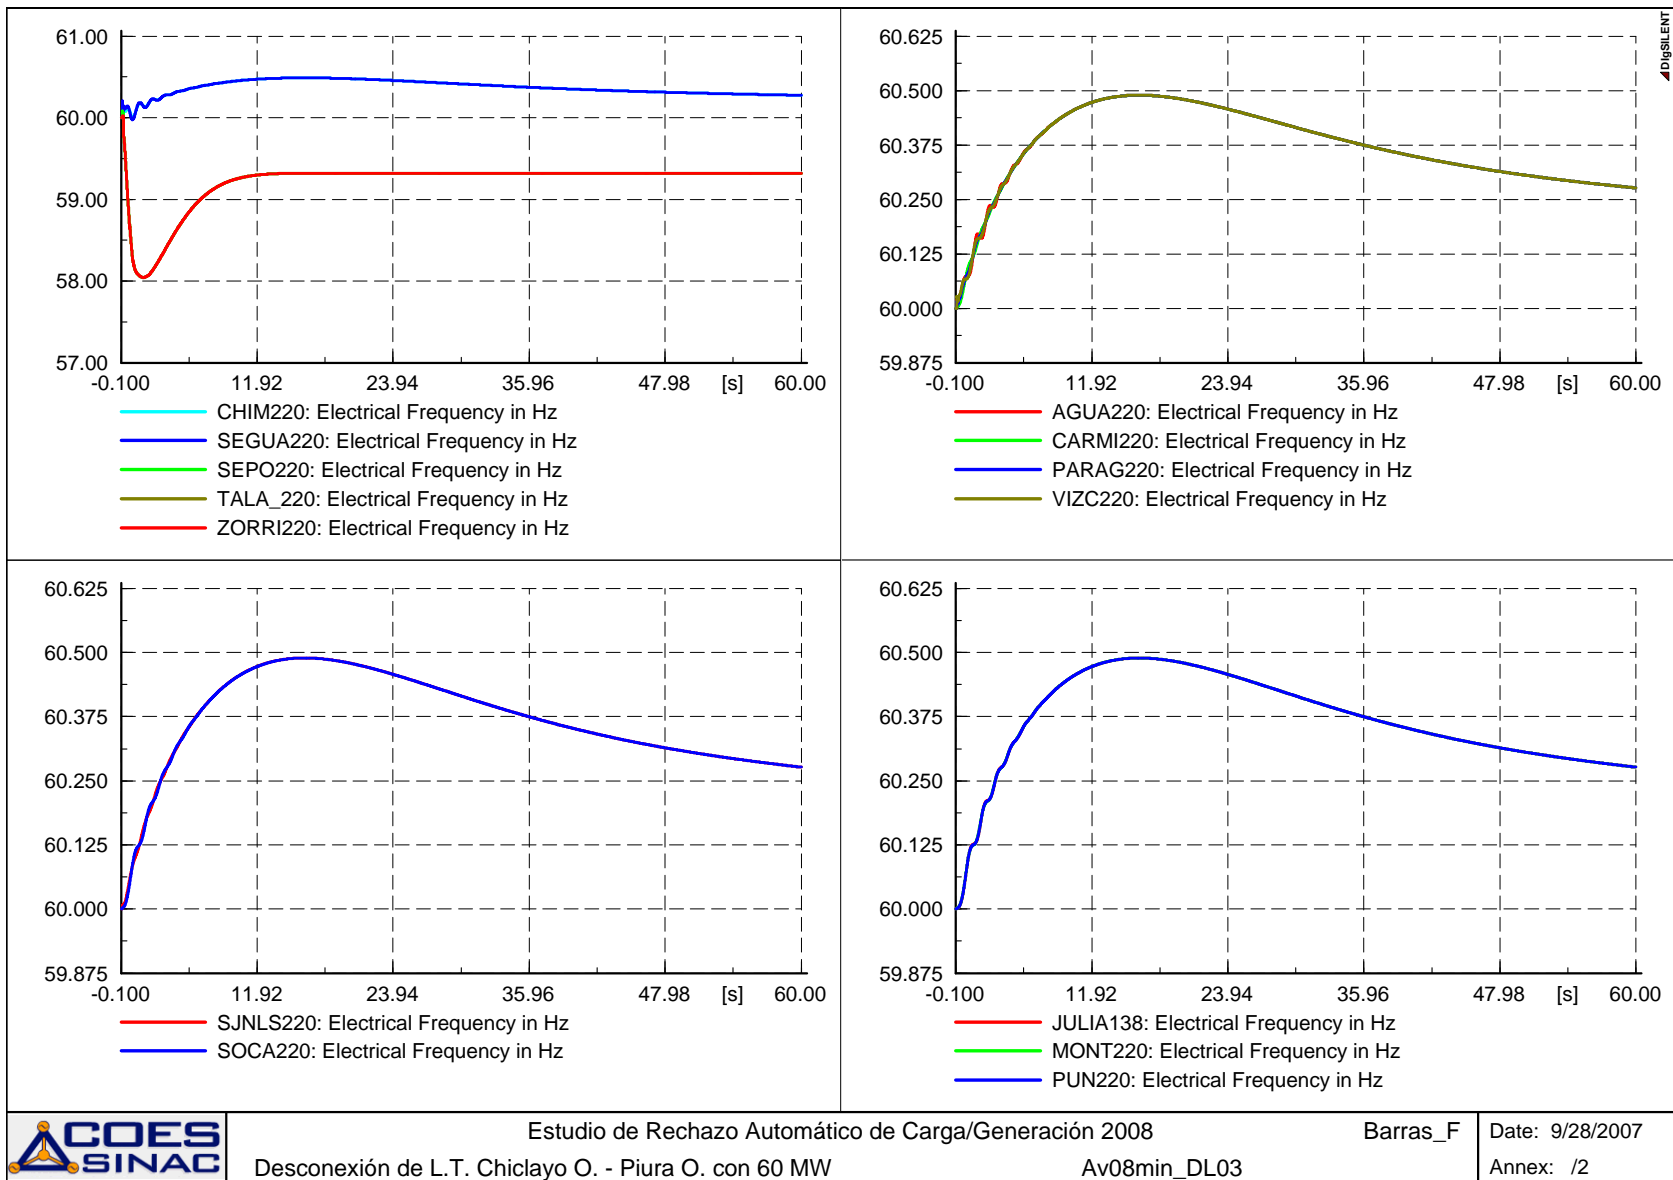 61.00
60.00
59.00
58.00
57.00
-0.100 11.92 23.94 35.96 47.98 [s] 60.00
CHIM220: Electrical Frequency in Hz
SEGUA220: Electrical Frequency in Hz
SEPO220: Electrical Frequency in Hz
TALA_220: Electrical Frequency in Hz
ZORRI220: Electrical Frequency in Hz
60.625
60.500
60.375
60.250
60.125
60.000
59.875
-0.100 11.92 23.94 35.96 47.98 [s] 60.00
AGUA220: Electrical Frequency in Hz
CARMI220: Electrical Frequency in Hz
PARAG220: Electrical Frequency in Hz
VIZC220: Electrical Frequency in Hz
DIgSILENT
60.625
60.500
60.375
60.250
60.125
60.000
59.875
-0.100 11.92 23.94 35.96 47.98 [s] 60.00
SJNLS220: Electrical Frequency in Hz
SOCA220: Electrical Frequency in Hz
60.625
60.500
60.375
60.250
60.125
60.000
59.875
-0.100 11.92 23.94 35.96 47.98 [s] 60.00
JULIA138: Electrical Frequency in Hz
MONT220: Electrical Frequency in Hz
PUN220: Electrical Frequency in Hz
COES
SINAC
Estudio de Rechazo Automático de Carga/Generación 2008 Barras_F
Desconexión de L.T. Chiclayo O. - Piura O. con 60 MW Av08min_DL03
Date: 9/28/2007
Annex: /2